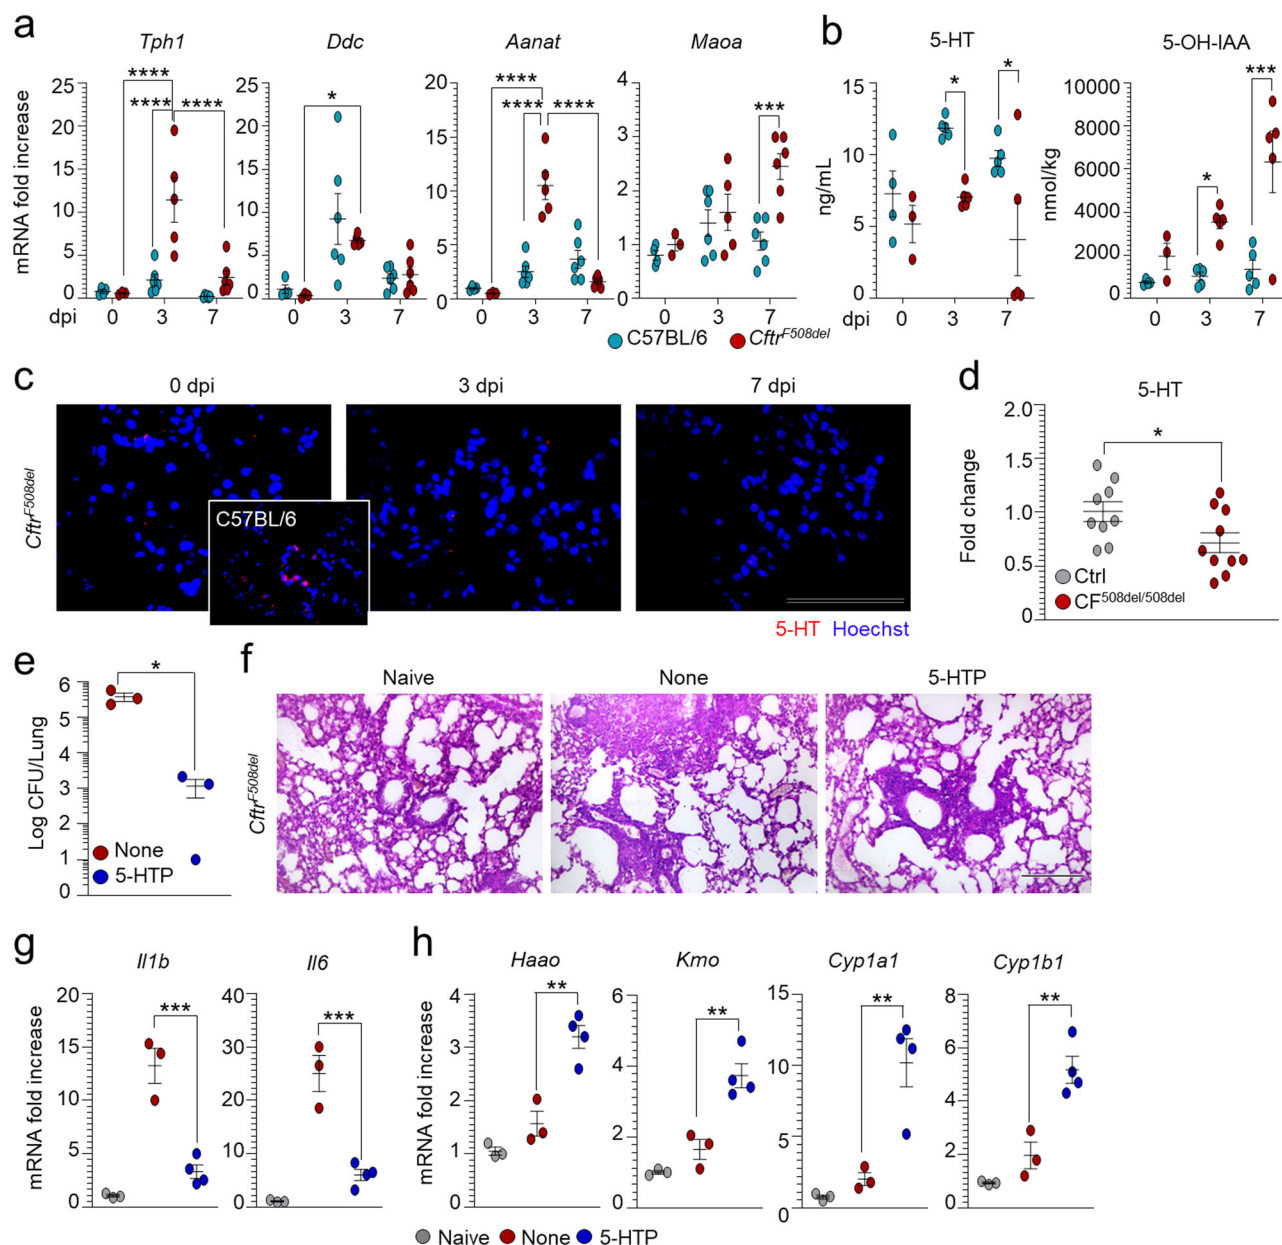 a
Tph1
Ddc
Aanat
Maoa
b
5-HT
5-OH-IAA
mRNA fold increase
25
20
15
10
5
0
**** 
****
****
25
20
15
10
5
0
*
20
15
10
5
0
****
****
****
4
3
2
1
0
***
ng/mL
15
10
5
0
*
*
nmol/kg
10000
8000
6000
4000
2000
0
*
***
dpi 0 3 7
0 3 7
0 3 7
0 3 7
dpi 0 3 7
0 3 7
C57BL/6 CftrF508del
c
0 dpi
3 dpi
7 dpi
CftrF508del
C57BL/6
5-HT Hoechst
d
5-HT
Fold change
2.0
1.5
1.0
0.5
0
*
Ctrl
CF508del/508del
e
Log CFU/Lung
6
5
4
3
2
1
0
*
None
5-HTP
f
Naive
None
5-HTP
CftrF508del
g
Il1b
Il6
mRNA fold increase
20
15
10
5
0
***
40
30
20
10
0
***
h
Haao
Kmo
Cyp1a1
Cyp1b1
mRNA fold increase
4
3
2
1
0
**
6
4
2
0
**
15
10
5
0
**
8
6
4
2
0
**
Naive None 5-HTP